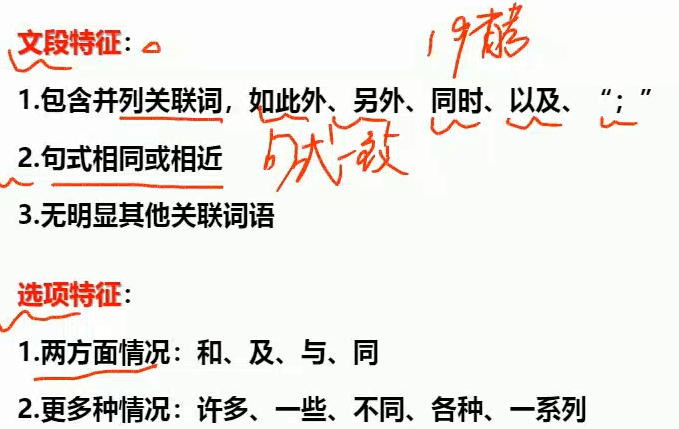 文段特征：
1.包含并列关联词，如此外、另外、同时、以及、“；”
2.句式相同或相近
句式一致
3.无明显其他关联词语
选项特征：
1.两方面情况：和、及、与、同
2.更多种情况：许多、一些、不同、各种、一系列